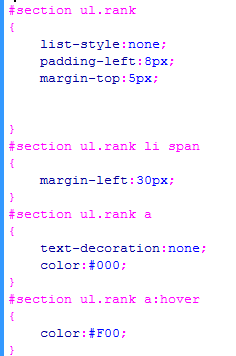 #section ul.rank
{
list-style:none;
padding-left:8px;
margin-top:5px;
}
#section ul.rank li span
{
margin-left:30px;
}
#section ul.rank a
{
text-decoration:none;
color:#000;
}
#section ul.rank a:hover
{
color:#F00;
}